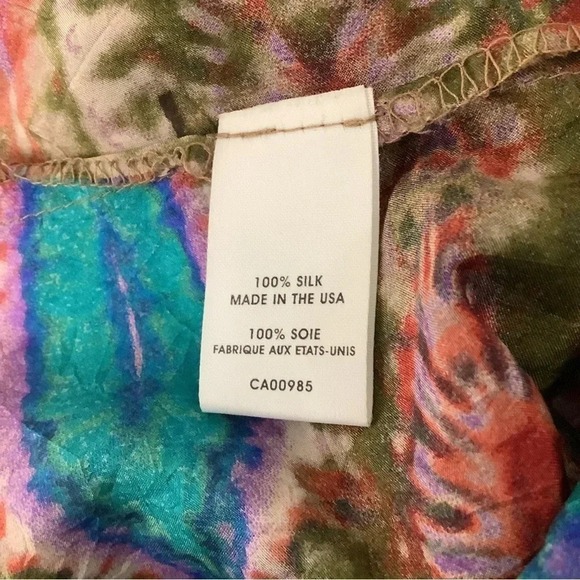 100% SILK
MADE IN THE USA
100% SOIE
FABRIQUE AUX ETATS-UNIS
CA00985